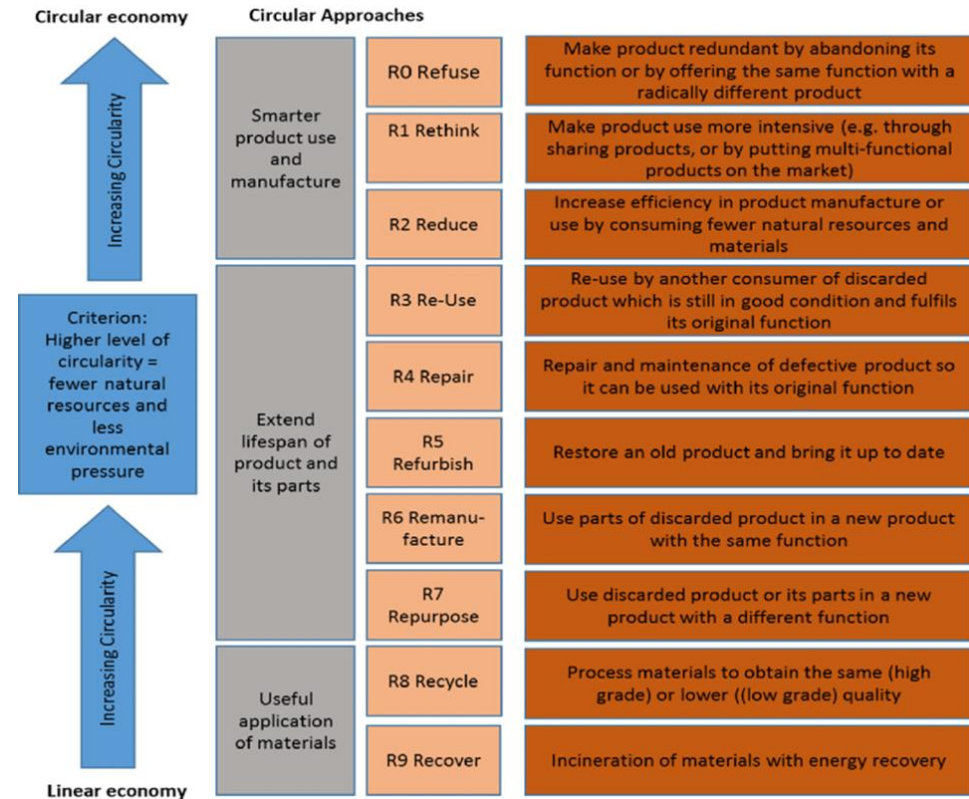 Circular economy
Circular Approaches
Increasing Circularity
Criterion:
Higher level of
circularity =
fewer natural
resources and
less
environmental
pressure
Increasing Circularity
Linear economy
Smarter
product use
and
manufacture
R0 Refuse
Make product redundant by abandoning its
function or by offering the same function with a
radically different product
R1 Rethink
Make product use more intensive (e.g. through
sharing products, or by putting multi-functional
products on the market)
R2 Reduce
Increase efficiency in product manufacture or
use by consuming fewer natural resources and
materials
Extend
lifespan of
product and
its parts
R3 Re-Use
Re-use by another consumer of discarded
product which is still in good condition and fulfils
its original function
R4 Repair
Repair and maintenance of defective product so
it can be used with its original function
R5
Refurbish
Restore an old product and bring it up to date
R6 Remanu-
facture
Use parts of discarded product in a new product
with the same function
R7
Repurpose
Use discarded product or its parts in a new
product with a different function
Useful
application
of materials
R8 Recycle
Process materials to obtain the same (high
grade) or lower ((low grade) quality
R9 Recover
Incineration of materials with energy recovery